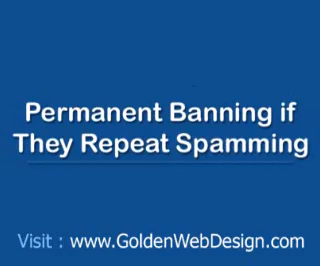 Permanent Banning if
They Repeat Spamming
Visit : www.GoldenWebDesign.com